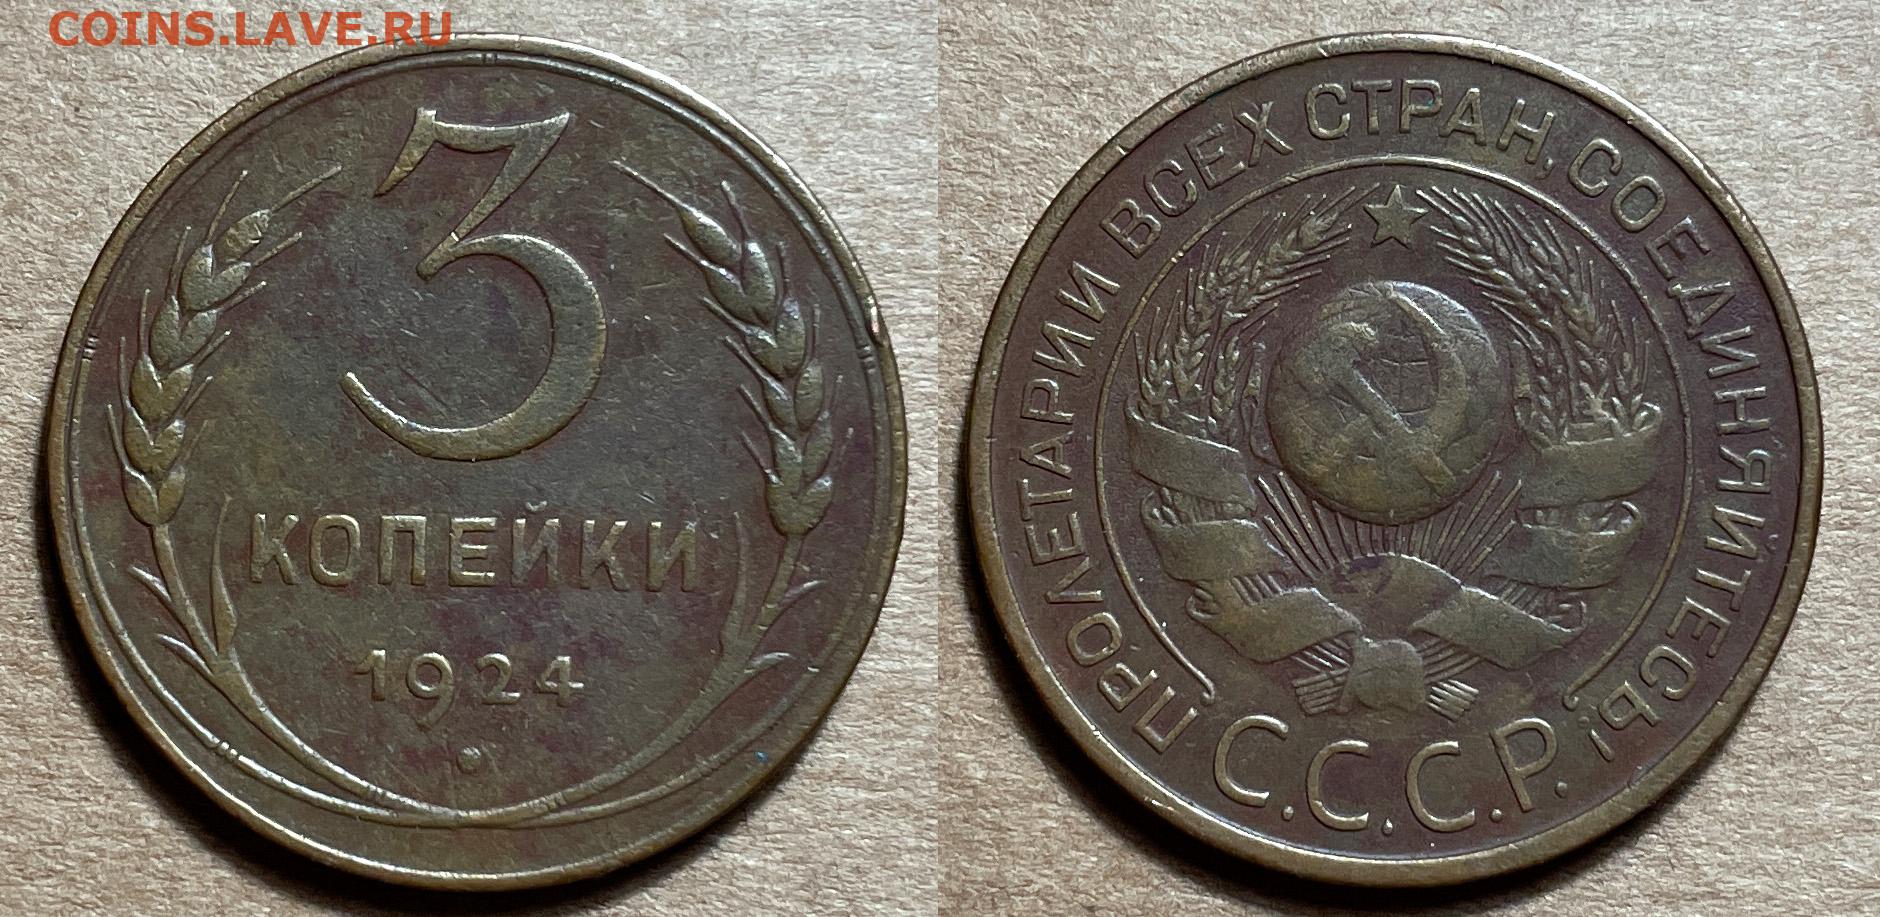 COINS.LAVE.RU
3
КОПЕЙКИ
1924
ПРОЛЕТАРИИ ВСЕХ СТРАН, СОЕДИНЯЙТЕСЬ!
С.С.С.Р.